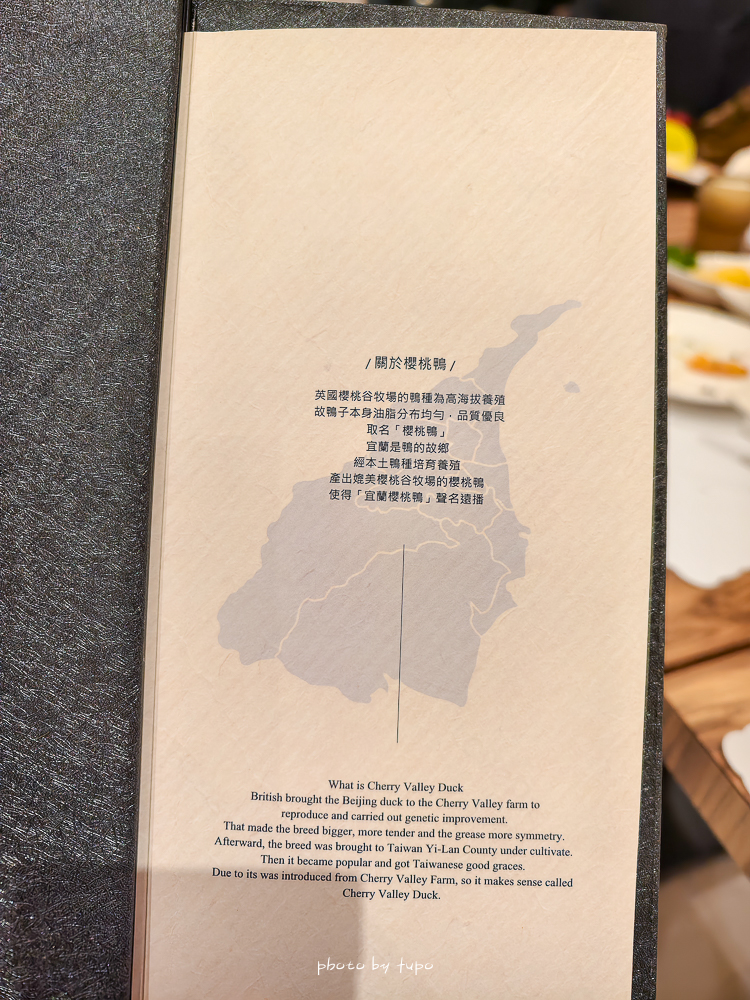 / 關於櫻桃鴨 /
英國櫻桃谷牧場的鴨種為高海拔養殖
故鴨子本身油脂分布均勻，品質優良
取名「櫻桃鴨」
宜蘭是鴨的故鄉
經本土鴨種培育養殖
產出媲美櫻桃谷牧場的櫻桃鴨
使得「宜蘭櫻桃鴨」聲名遠播
What is Cherry Valley Duck
British brought the Beijing duck to the Cherry Valley farm to
reproduce and carried out genetic improvement.
That made the breed bigger, more tender and the grease more symmetry.
Afterward, the breed was brought to Taiwan Yi-Lan County under cultivate.
Then it became popular and got Taiwanese good graces.
Due to its was introduced from Cherry Valley Farm, so it makes sense called
Cherry Valley Duck.
photo by tupo